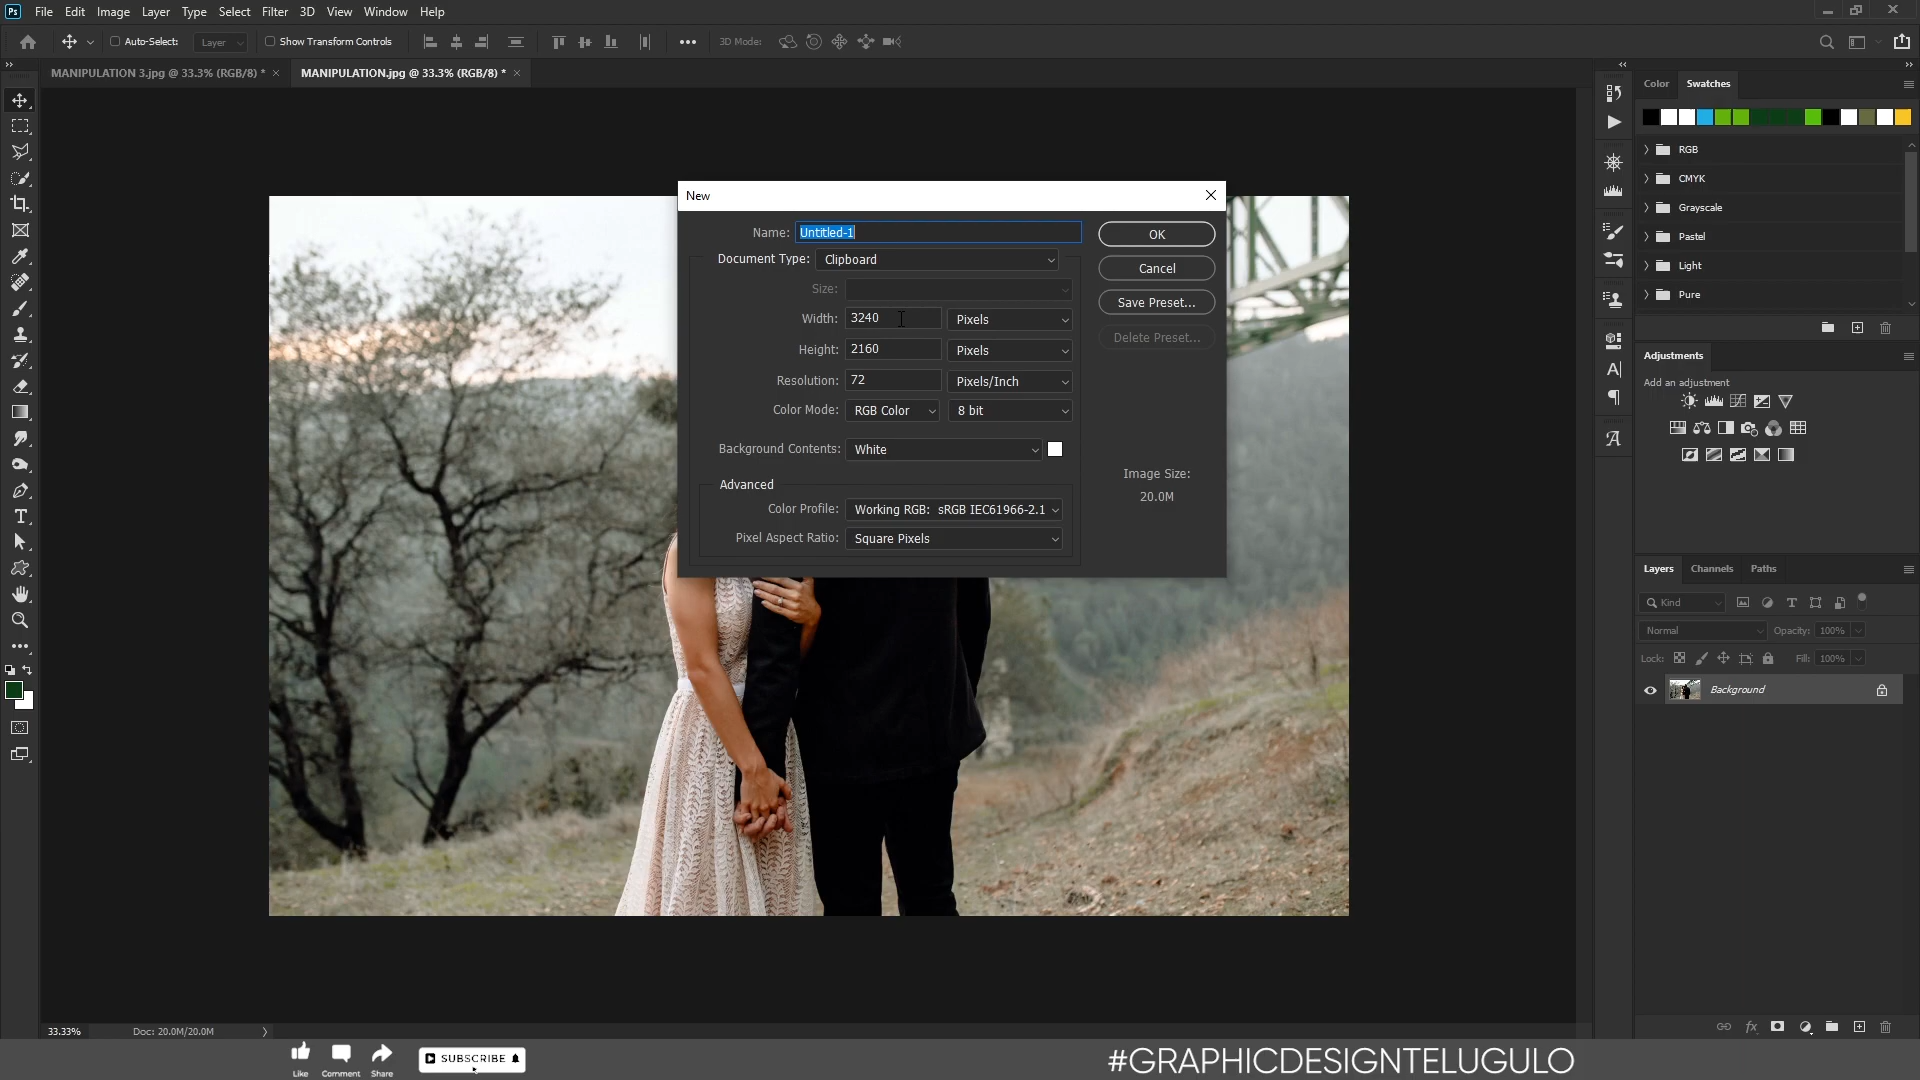 Ps File Edit Image Layer Type Select Filter 3D View Window Help
Auto-Select: Layer Show Transform Controls 3D Mode:
MANIPULATION 3.jpg @ 33.3% (RGB/8) * MANIPULATION.jpg @ 33.3% (RGB/8) *
New
Name: Untitled-1
Document Type: Clipboard
Size:
Width: 3240 Pixels
Height: 2160 Pixels
Resolution: 72 Pixels/Inch
Color Mode: RGB Color 8 bit
Background Contents: White
Advanced
Color Profile: Working RGB: sRGB IEC61966-2.1
Pixel Aspect Ratio: Square Pixels
OK
Cancel
Save Preset...
Delete Preset...
Image Size:
20.0M
Color Swatches
RGB
CMYK
Grayscale
Pastel
Light
Pure
Adjustments
Add an adjustment
Layers Channels Paths
Kind
Normal Opacity: 100%
Lock: Fill: 100%
Background
33.33% Doc: 20.0M/20.0M
Like Comment Share
SUBSCRIBE
#GRAPHICDESIGNTELUGULO